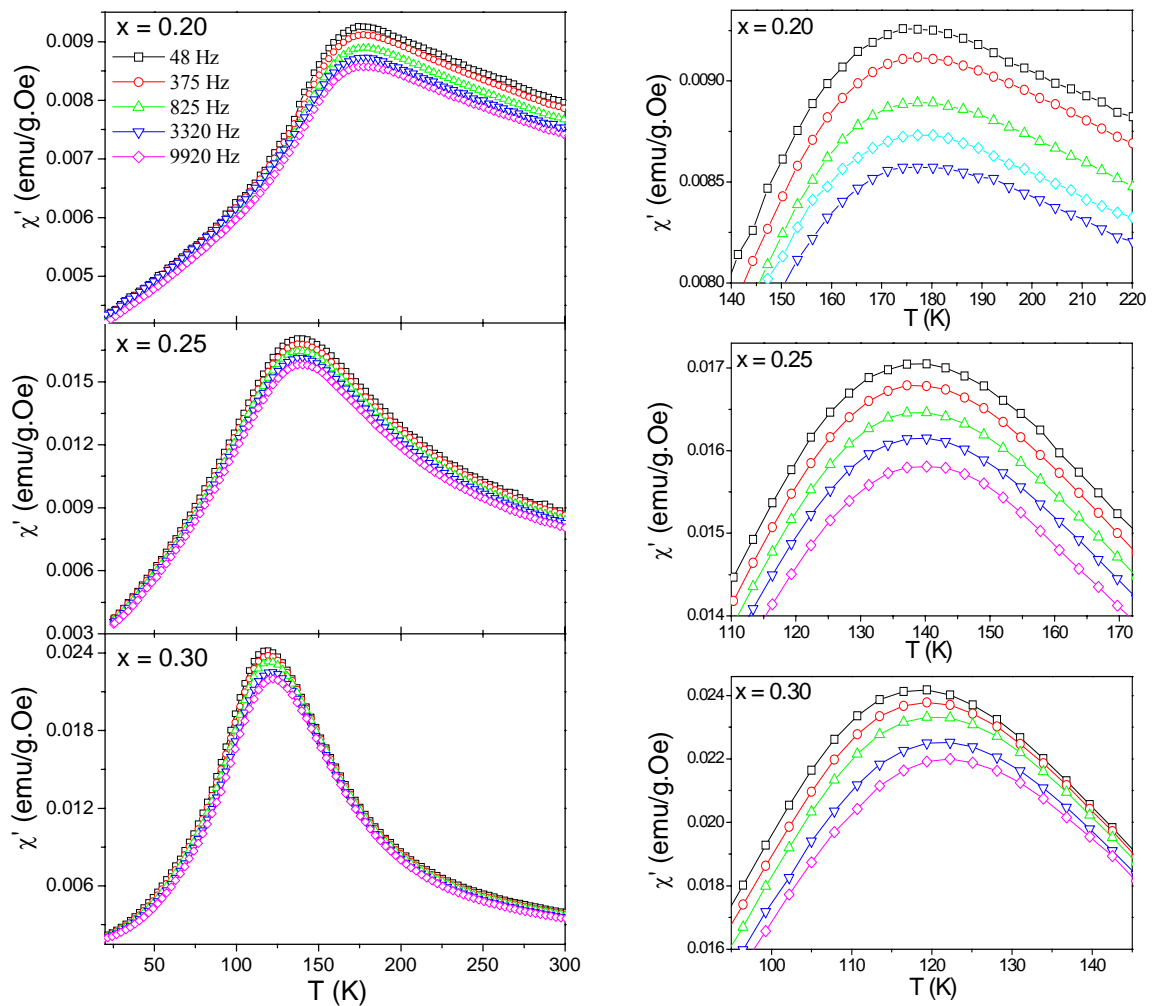 x = 0.20
48 Hz
375 Hz
825 Hz
3320 Hz
9920 Hz
0.009
0.008
0.007
0.006
0.005
χ' (emu/g.Oe)
x = 0.25
0.015
0.012
0.009
0.006
0.003
χ' (emu/g.Oe)
x = 0.30
0.024
0.018
0.012
0.006
χ' (emu/g.Oe)
50 100 150 200 250 300
T (K)
x = 0.20
0.0090
0.0085
0.0080
χ' (emu/g.Oe)
140 150 160 170 180 190 200 210 220
T (K)
x = 0.25
0.017
0.016
0.015
0.014
χ' (emu/g.Oe)
110 120 130 140 150 160 170
T (K)
x = 0.30
0.024
0.022
0.020
0.018
0.016
χ' (emu/g.Oe)
100 110 120 130 140
T (K)